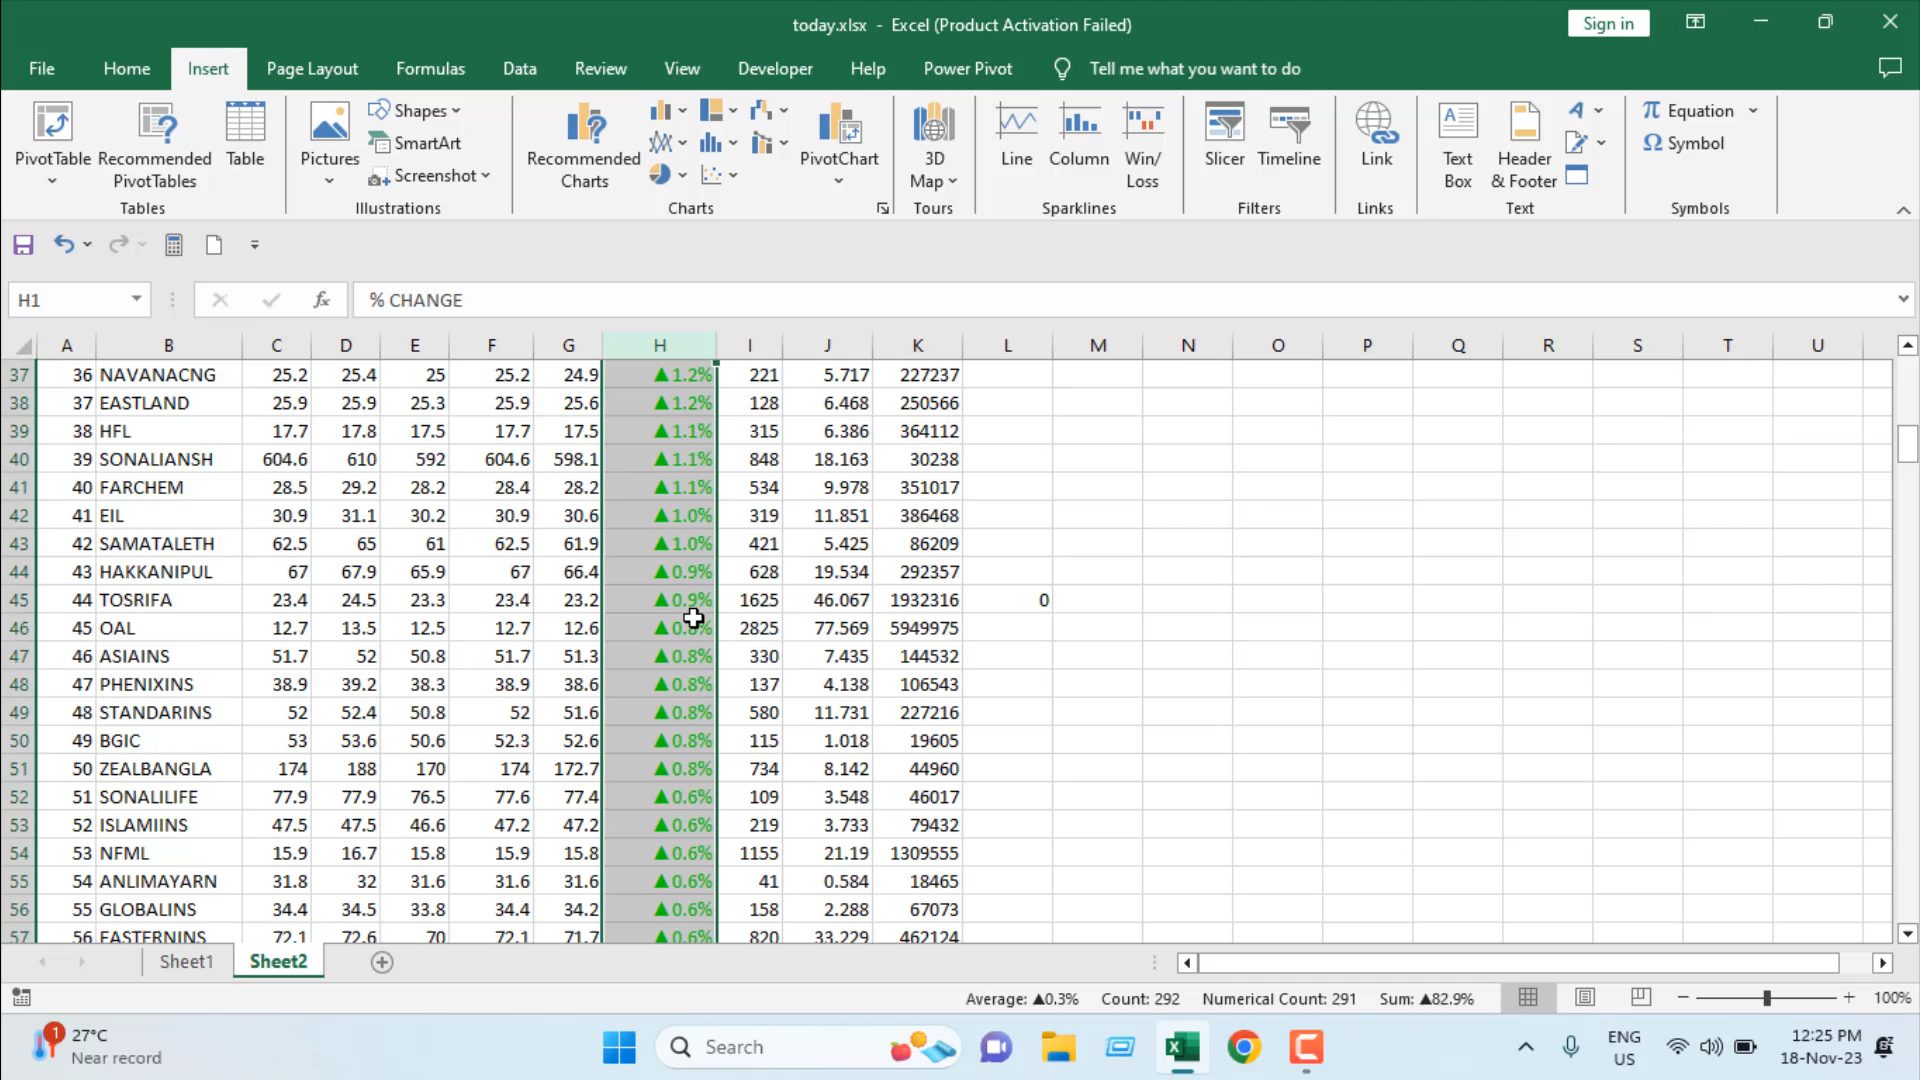 today.xlsx - Excel (Product Activation Failed)
Sign in
File Home Insert Page Layout Formulas Data Review View Developer Help Power Pivot Tell me what you want to do
PivotTable
Recommended PivotTables
Table
Tables
Pictures
Shapes
SmartArt
Screenshot
Illustrations
Recommended Charts
PivotChart
Charts
3D Map
Tours
Line
Column
Win/Loss
Sparklines
Slicer
Timeline
Filters
Link
Links
Text Box
Header & Footer
Text
Equation
Symbol
Symbols
H1 fx % CHANGE
A B C D E F G H I J K L M N O P Q R S T U
37 36 NAVANACNG 25.2 25.4 25 25.2 24.9 ▲1.2% 221 5.717 227237
38 37 EASTLAND 25.9 25.9 25.3 25.9 25.6 ▲1.2% 128 6.468 250566
39 38 HFL 17.7 17.8 17.5 17.7 17.5 ▲1.1% 315 6.386 364112
40 39 SONALIANSH 604.6 610 592 604.6 598.1 ▲1.1% 848 18.163 30238
41 40 FARCHEM 28.5 29.2 28.2 28.4 28.2 ▲1.1% 534 9.978 351017
42 41 EIL 30.9 31.1 30.2 30.9 30.6 ▲1.0% 319 11.851 386468
43 42 SAMATALETH 62.5 65 61 62.5 61.9 ▲1.0% 421 5.425 86209
44 43 HAKKANIPUL 67 67.9 65.9 67 66.4 ▲0.9% 628 19.534 292357
45 44 TOSRIFA 23.4 24.5 23.3 23.4 23.2 ▲0.9% 1625 46.067 1932316 0
46 45 OAL 12.7 13.5 12.5 12.7 12.6 ▲0.8% 2825 77.569 5949975
47 46 ASIAINS 51.7 52 50.8 51.7 51.3 ▲0.8% 330 7.435 144532
48 47 PHENIXINS 38.9 39.2 38.3 38.9 38.6 ▲0.8% 137 4.138 106543
49 48 STANDARINS 52 52.4 50.8 52 51.6 ▲0.8% 580 11.731 227216
50 49 BGIC 53 53.6 50.6 52.3 52.6 ▲0.8% 115 1.018 19605
51 50 ZEALBANGLA 174 188 170 174 172.7 ▲0.8% 734 8.142 44960
52 51 SONALILIFE 77.9 77.9 76.5 77.6 77.4 ▲0.6% 109 3.548 46017
53 52 ISLAMIINS 47.5 47.5 46.6 47.2 47.2 ▲0.6% 219 3.733 79432
54 53 NFML 15.9 16.7 15.8 15.9 15.8 ▲0.6% 1155 21.19 1309555
55 54 ANLIMAYARN 31.8 32 31.6 31.6 31.6 ▲0.6% 41 0.584 18465
56 55 GLOBALINS 34.4 34.5 33.8 34.4 34.2 ▲0.6% 158 2.288 67073
57 56 EASTERNINS 72.1 72.6 70 72.1 71.7 ▲0.6% 820 33.229 462124
Sheet1 Sheet2
Average: ▲0.3% Count: 292 Numerical Count: 291 Sum: ▲82.9% 100%
1 27°C
Near record
Search
ENG
US
12:25 PM
18-Nov-23